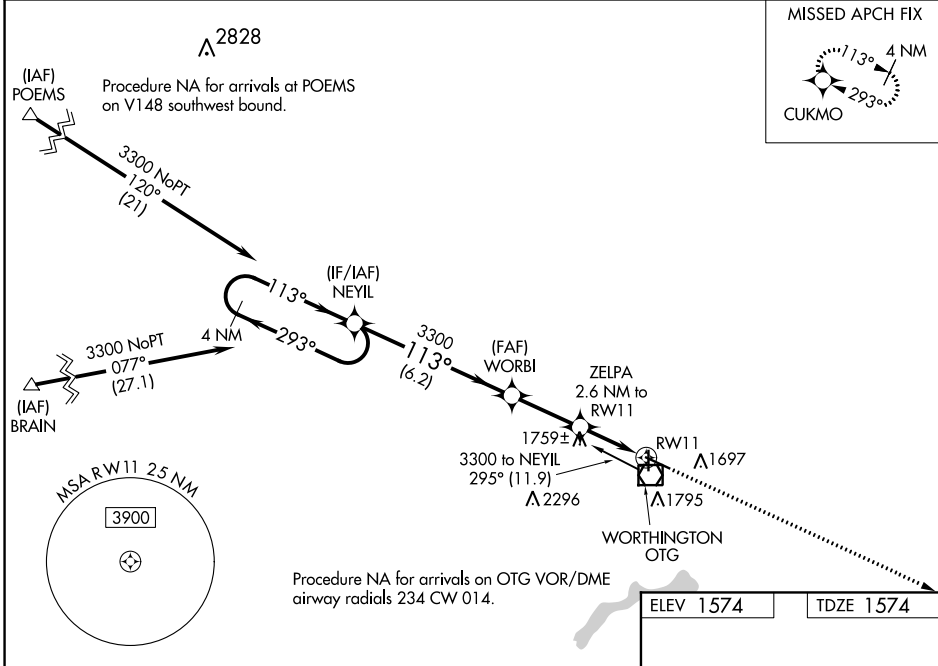 MISSED APCH FIX
113°
4 NM
293°
CUKMO
2828
(IAF)
POEMS
Procedure NA for arrivals at POEMS
on V148 southwest bound.
3300 NoPT
120°
(21)
(IF/IAF)
NEYIL
113°
4 NM
293°
3300 NoPT
077°
(27.1)
(IAF)
BRAIN
3300
113°
(6.2)
(FAF)
WORBI
ZELPA
2.6 NM to
RW11
1759±
RW11
1697
3300 to NEYIL
295° (11.9)
2296
1795
WORTHINGTON
OTG
MSA RW11 25 NM
3900
Procedure NA for arrivals on OTG VOR/DME
airway radials 234 CW 014.
ELEV 1574
TDZE 1574